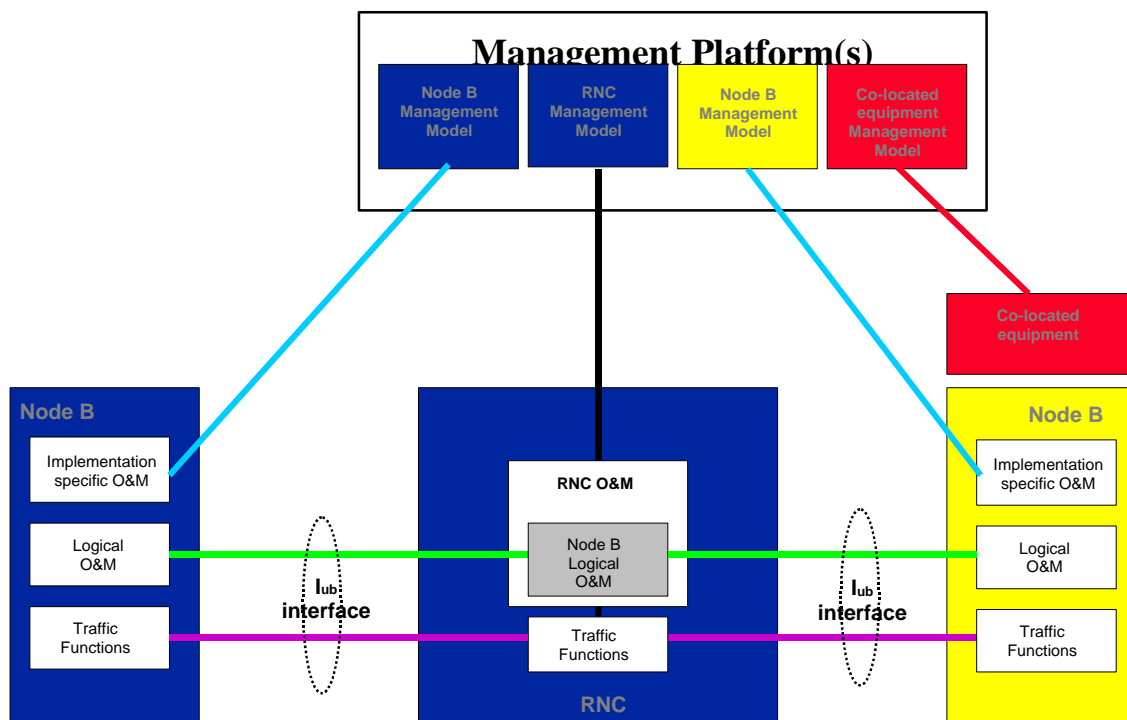 Management Platform(s)
Node B
Management
Model
RNC
Management
Model
Node B
Management
Model
Co-located
equipment
Management
Model
Co-located
equipment
Node B
Implementation
specific O&M
Logical
O&M
Traffic
Functions
Iub
interface
RNC O&M
Node B
Logical
O&M
Traffic
Functions
RNC
Iub
interface
Node B
Implementation
specific O&M
Logical
O&M
Traffic
Functions